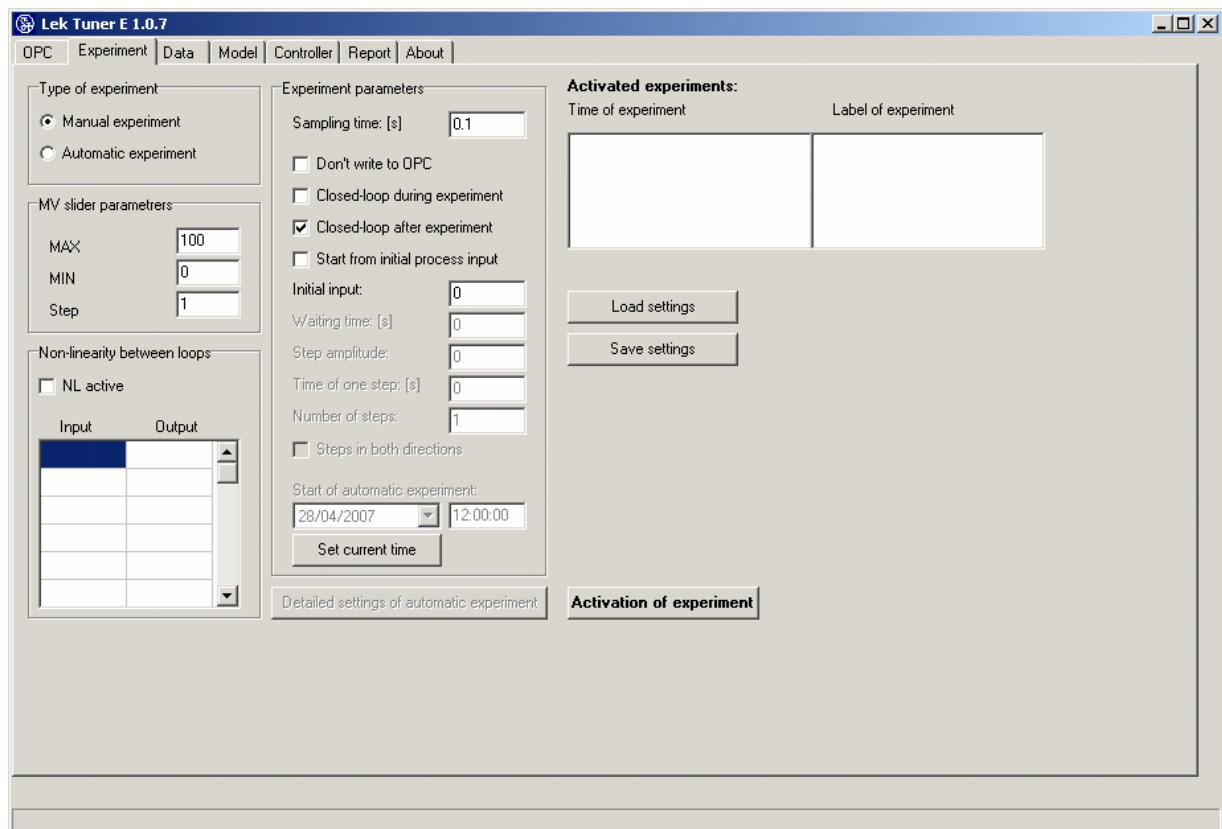 Lek Tuner E 1.0.7
OPC Experiment Data Model Controller Report About
Type of experiment
Manual experiment
Automatic experiment
MV slider parametrers
MAX 100
MIN 0
Step 1
Non-linearity between loops
NL active
Input Output
Experiment parameters
Sampling time: [s] 0.1
Don't write to OPC
Closed-loop during experiment
Closed-loop after experiment
Start from initial process input
Initial input: 0
Waiting time: [s] 0
Step amplitude: 0
Time of one step: [s] 0
Number of steps: 1
Steps in both directions
Start of automatic experiment:
28/04/2007 12:00:00
Set current time
Detailed settings of automatic experiment
Activated experiments:
Time of experiment Label of experiment
Load settings
Save settings
Activation of experiment